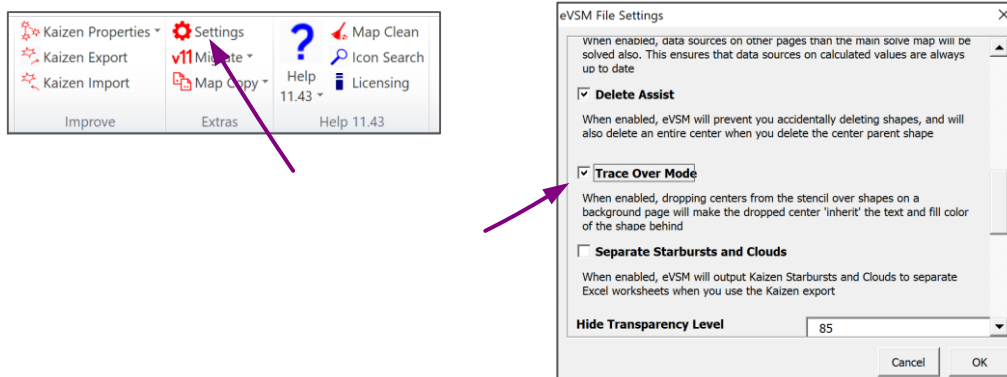 Kaizen Properties
Kaizen Export
Kaizen Import
Improve
Settings
v11 Migrate
Map Copy
Extras
?
Help
11.43
Map Clean
Icon Search
Licensing
Help 11.43
eVSM File Settings
When enabled, data sources on other pages than the main solve map will be
solved also. This ensures that data sources on calculated values are always
up to date
Delete Assist
When enabled, eVSM will prevent you accidentally deleting shapes, and will
also delete an entire center when you delete the center parent shape
Trace Over Mode
When enabled, dropping centers from the stencil over shapes on a
background page will make the dropped center 'inherit' the text and fill color
of the shape behind
Separate Starbursts and Clouds
When enabled, eVSM will output Kaizen Starbursts and Clouds to separate
Excel worksheets when you use the Kaizen export
Hide Transparency Level
85
Cancel
OK